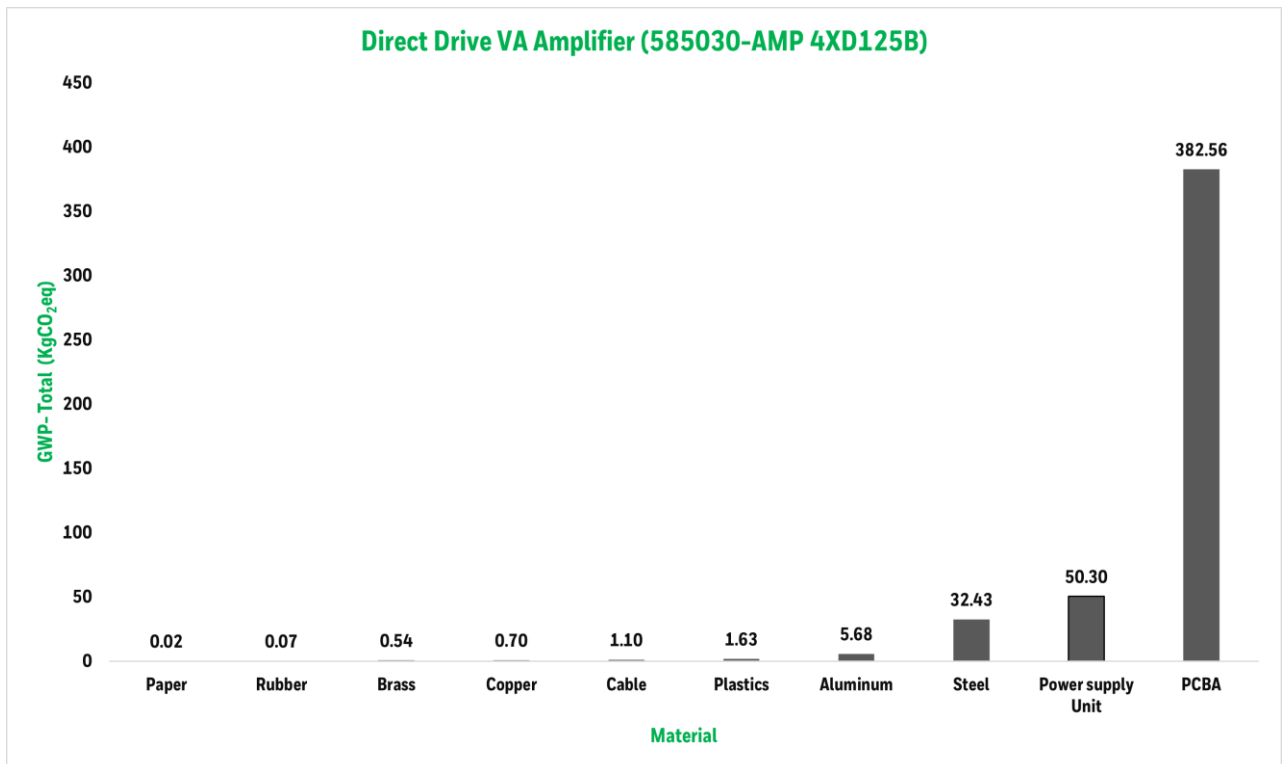 Direct Drive VA Amplifier (585030-AMP 4XD125B)
450
400
350
300
250
200
150
100
50
0
GWP- Total (KgCO₂eq)
0.02
0.07
0.54
0.70
1.10
1.63
5.68
32.43
50.30
382.56
Paper
Rubber
Brass
Copper
Cable
Plastics
Aluminum
Steel
Power supply
Unit
PCBA
Material